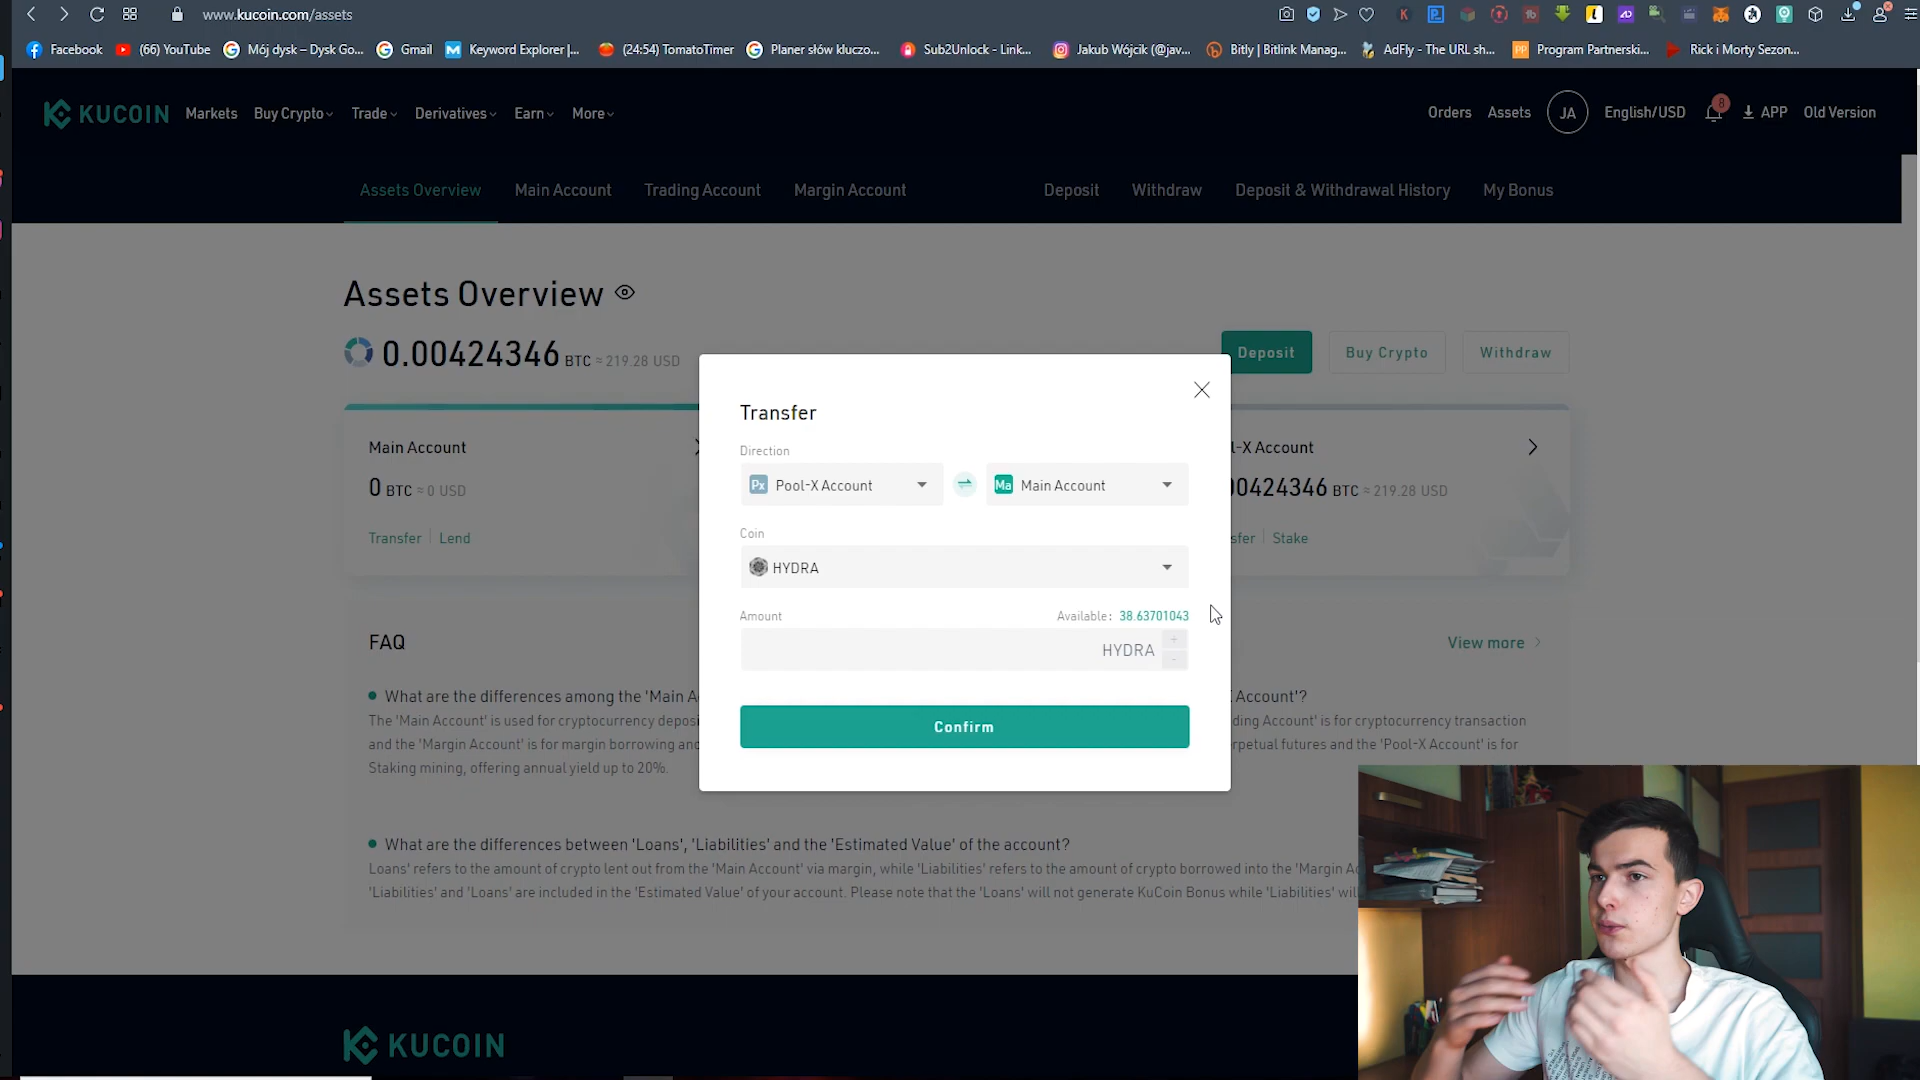 www.kucoin.com/assets
Facebook (66) YouTube Mój dysk – Dysk Go... Gmail Keyword Explorer |... (24:54) TomatoTimer Planer słów kluczo... Sub2Unlock - Link... Jakub Wójcik (@jav... Bitly | Bitlink Manag... AdFly - The URL sh... Program Partnerski... Rick i Morty Sezon...
KUCOIN Markets Buy Crypto Trade Derivatives Earn More Orders Assets JA English/USD 8 APP Old Version
Assets Overview Main Account Trading Account Margin Account Deposit Withdraw Deposit & Withdrawal History My Bonus
Assets Overview
0.00424346 BTC ≈ 219.28 USD
Deposit Buy Crypto Withdraw
Main Account
0 BTC ≈ 0 USD
Transfer Lend
l-X Account
00424346 BTC ≈ 219.28 USD
sfer Stake
Transfer
Direction
Px Pool-X Account Ma Main Account
Coin
HYDRA
Amount Available: 38.63701043
HYDRA
Confirm
FAQ View more
What are the differences among the 'Main A Account'?
The 'Main Account' is used for cryptocurrency deposi ding Account' is for cryptocurrency transaction
and the 'Margin Account' is for margin borrowing and rpetual futures and the 'Pool-X Account' is for
Staking mining, offering annual yield up to 20%.
What are the differences between 'Loans', 'Liabilities' and the 'Estimated Value' of the account?
Loans' refers to the amount of crypto lent out from the 'Main Account' via margin, while 'Liabilities' refers to the amount of crypto borrowed into the 'Margin Ac
'Liabilities' and 'Loans' are included in the 'Estimated Value' of your account. Please note that the 'Loans' will not generate KuCoin Bonus while 'Liabilities' wil
KUCOIN